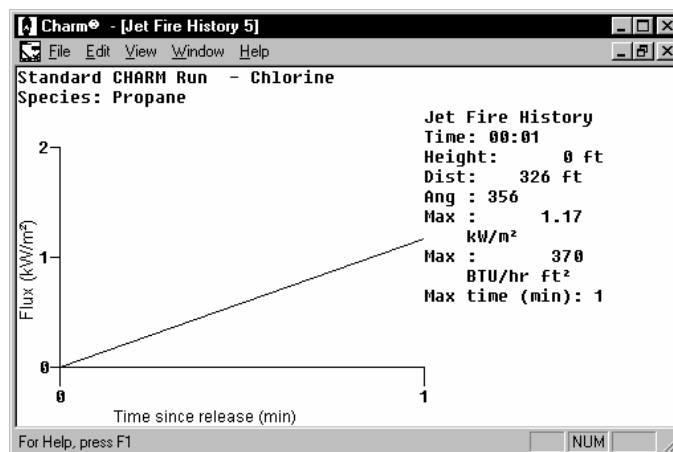 Charm® - [Jet Fire History 5]
File Edit View Window Help
Standard CHARM Run - Chlorine
Species: Propane
Jet Fire History
Time: 00:01
Height: 0 ft
Dist: 326 ft
Ang : 356
Max : 1.17
kW/m²
Max : 370
BTU/hr ft²
Max time (min): 1
2
1
0
Flux (kW/m²)
0
1
Time since release (min)
For Help, press F1
NUM